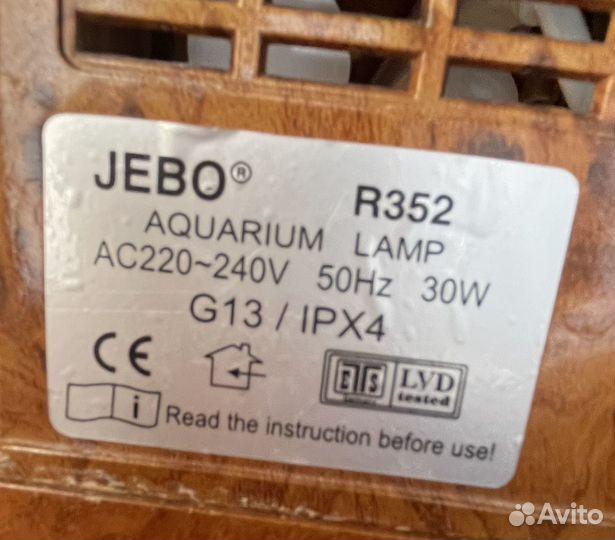 JEBO®
R352
AQUARIUM LAMP
AC220~240V 50Hz 30W
G13 / IPX4
CE
ETS
LVD
tested
i
Read the instruction before use!
Avito